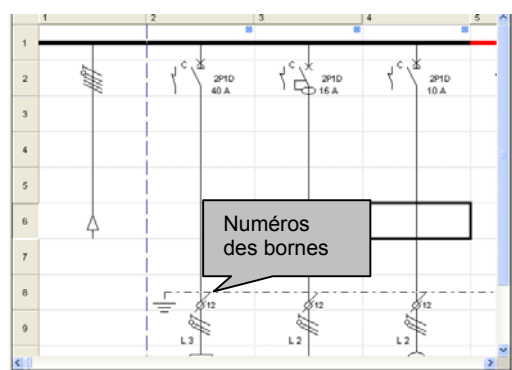 1 2 3 4 5
1
2
C 2P1D
40 A
C 2P1D
16 A
C 2P1D
10 A
3
4
5
6
Numéros
des bornes
7
8
12 12 12
9
L 3 L 2 L 2